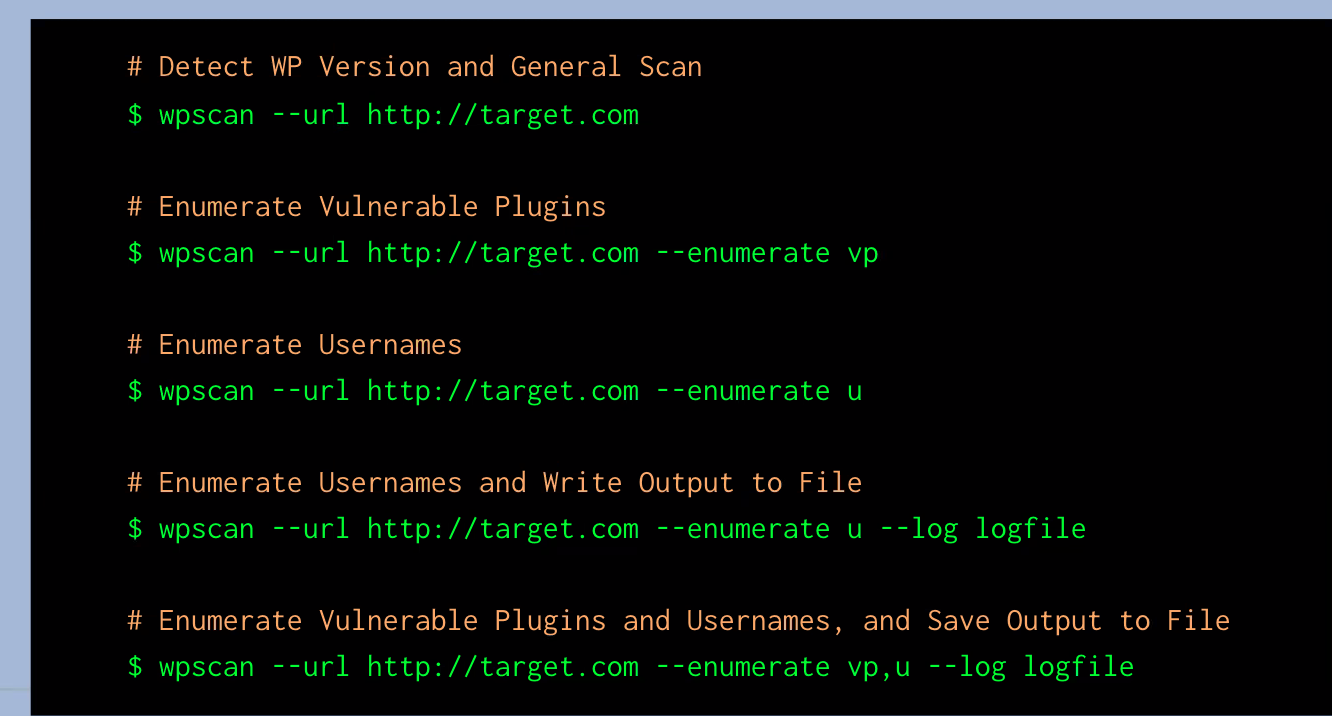 # Detect WP Version and General Scan
$ wpscan --url http://target.com
# Enumerate Vulnerable Plugins
$ wpscan --url http://target.com --enumerate vp
# Enumerate Usernames
$ wpscan --url http://target.com --enumerate u
# Enumerate Usernames and Write Output to File
$ wpscan --url http://target.com --enumerate u --log logfile
# Enumerate Vulnerable Plugins and Usernames, and Save Output to File
$ wpscan --url http://target.com --enumerate vp,u --log logfile